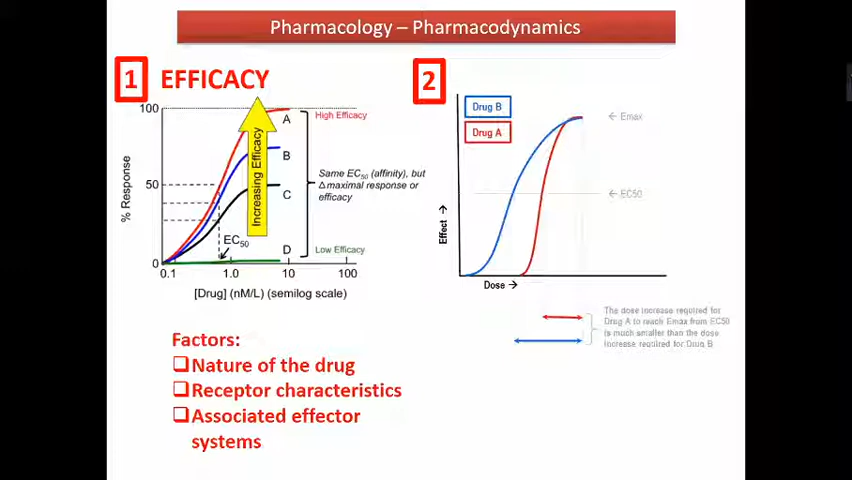 Pharmacology – Pharmacodynamics
1 EFFICACY
100
50
0
% Response
0.1 1.0 10 100
[Drug] (nM/L) (semilog scale)
Increasing Efficacy
A
B
C
D
EC50
High Efficacy
Same EC50 (affinity), but
Δmaximal response or
efficacy
Low Efficacy
Factors:
❑Nature of the drug
❑Receptor characteristics
❑Associated effector
systems
2
Drug B
Drug A
← Emax
← EC50
Effect →
Dose →
The dose increase required for
Drug A to reach Emax from EC50
is much smaller than the dose
increase required for Drug B